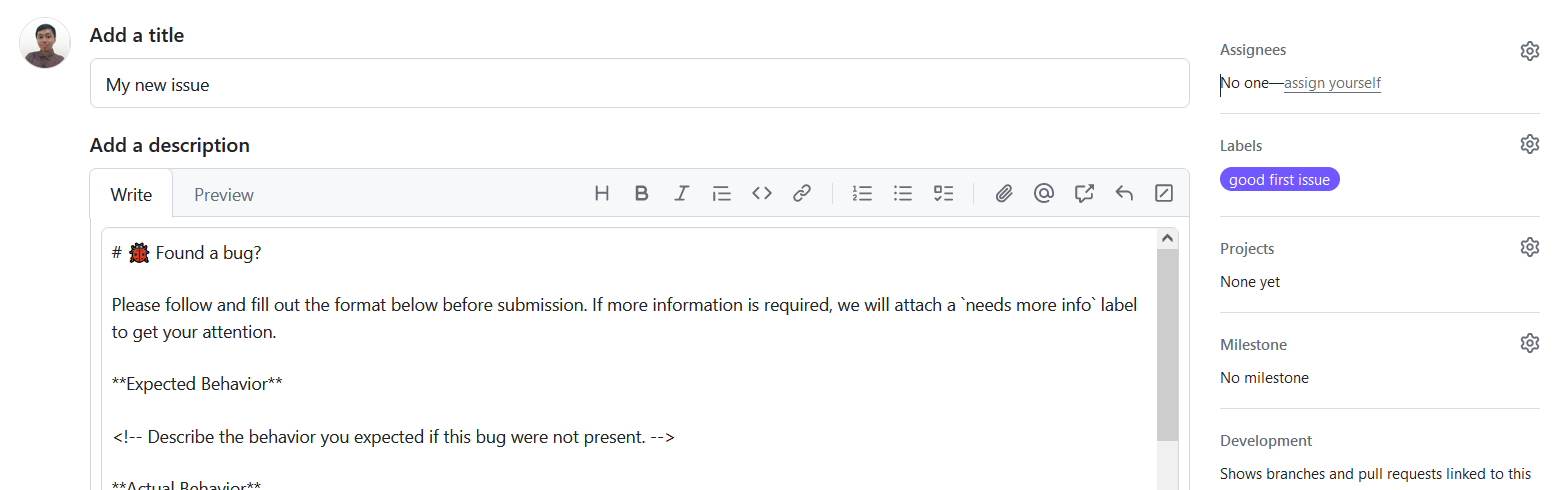 Add a title
My new issue
Add a description
Write
Preview
# 🐞 Found a bug?
Please follow and fill out the format below before submission. If more information is required, we will attach a `needs more info` label
to get your attention.
**Expected Behavior**
<!-- Describe the behavior you expected if this bug were not present. -->
**Actual Behavior**
Assignees
No one—assign yourself
Labels
good first issue
Projects
None yet
Milestone
No milestone
Development
Shows branches and pull requests linked to this